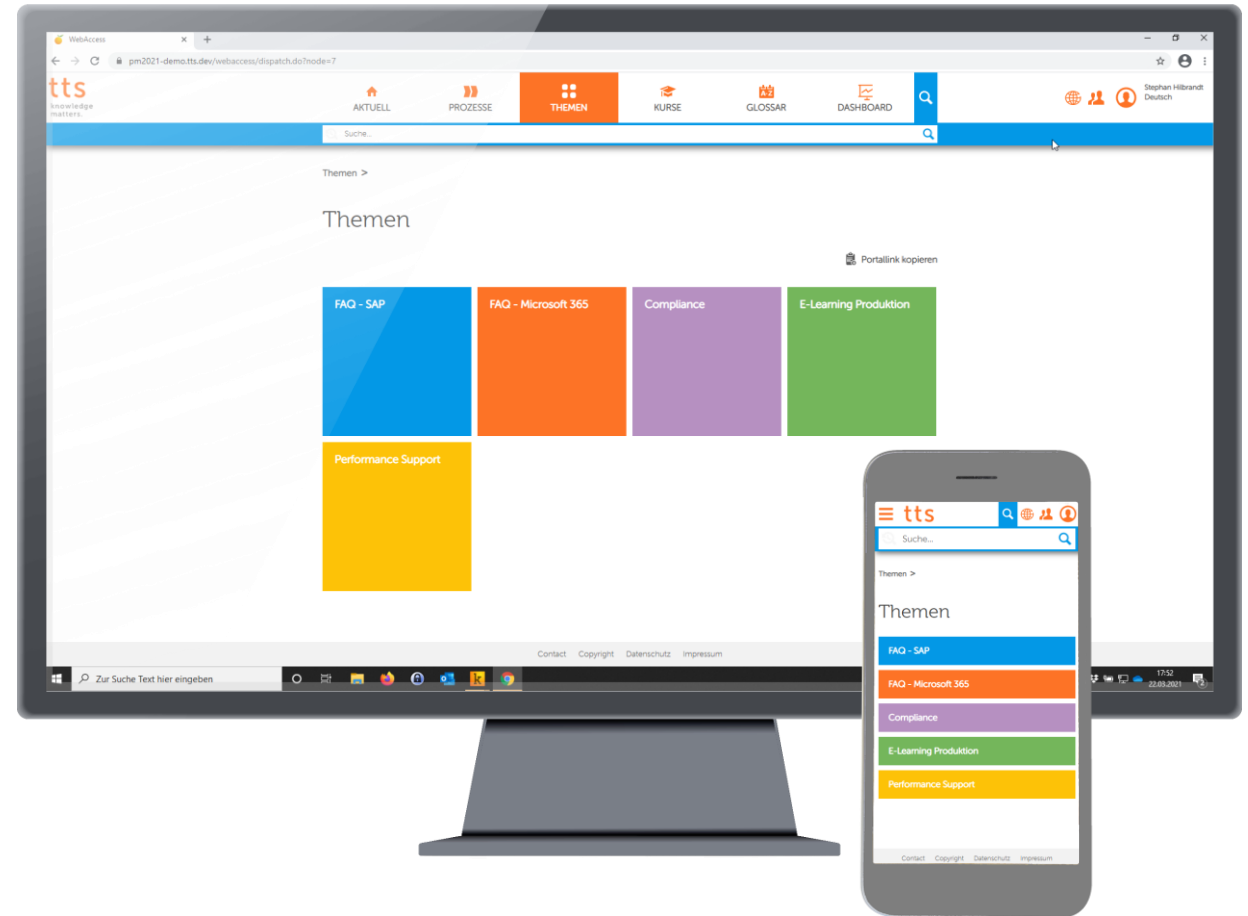 WebAccess
pm2021-demo.tts.dev/webaccess/dispatch.do?node=7
tts
knowledge
matters.
AKTUELL
PROZESSE
THEMEN
KURSE
GLOSSAR
DASHBOARD
Stephan Hilbrandt
Deutsch
Suche...
Themen >
Themen
Portallink kopieren
FAQ - SAP
FAQ - Microsoft 365
Compliance
E-Learning Produktion
Performance Support
Contact Copyright Datenschutz Impressum
Zur Suche Text hier eingeben
17:52
22.03.2021
tts
Suche...
Themen >
Themen
FAQ - SAP
FAQ - Microsoft 365
Compliance
E-Learning Produktion
Performance Support
Contact Copyright Datenschutz Impressum